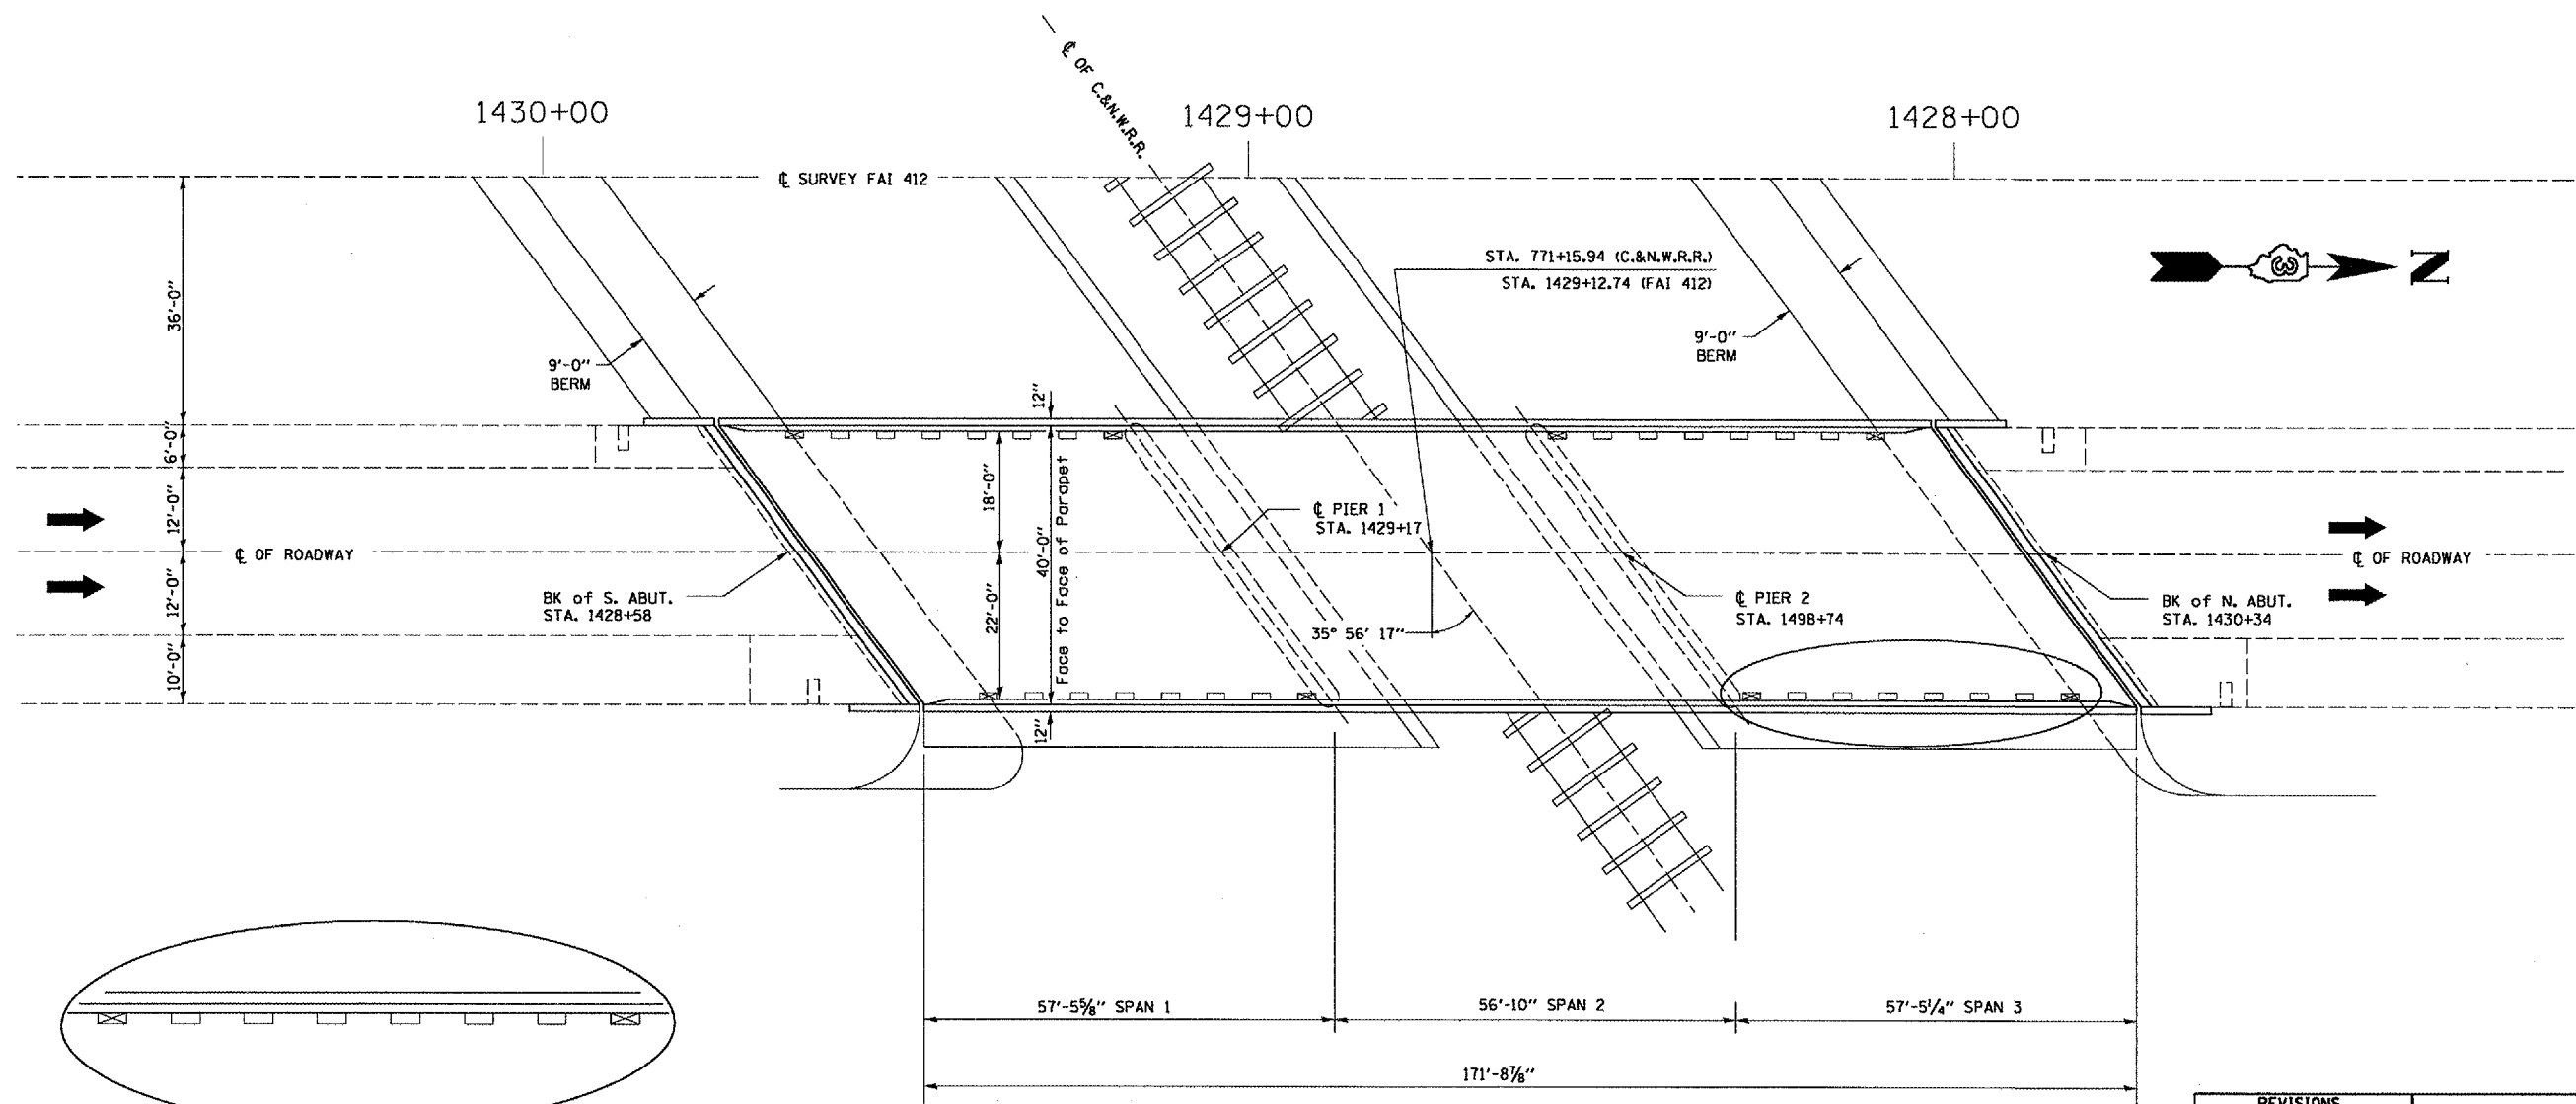 ℄ OF C.&N.W.R.R.
1430+00
1429+00
1428+00
℄ SURVEY FAI 412
36'-0"
9'-0"
BERM
STA. 771+15.94 (C.&N.W.R.R.)
STA. 1429+12.74 (FAI 412)
9'-0"
BERM
3
N
12"
6'-0"
12'-0"
12'-0"
10'-0"
℄ OF ROADWAY
18'-0"
22'-0"
40'-0"
Face to Face of Parapet
12"
℄ PIER 1
STA. 1429+17
BK of S. ABUT.
STA. 1428+58
35° 56' 17"
℄ PIER 2
STA. 1498+74
BK of N. ABUT.
STA. 1430+34
℄ OF ROADWAY
57'-5⅝" SPAN 1
56'-10" SPAN 2
57'-5¼" SPAN 3
171'-8⅞"
REVISIONS